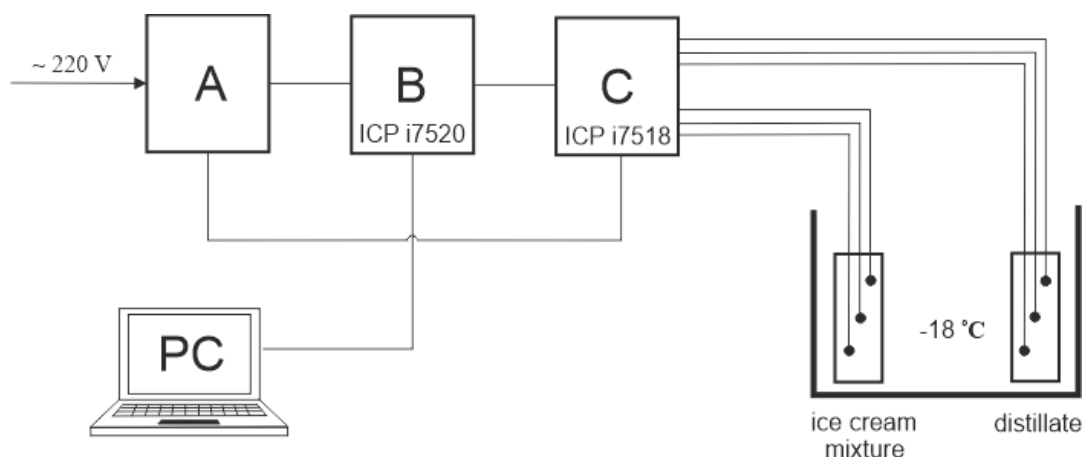 ~ 220 V
A
B
ICP i7520
C
ICP i7518
PC
-18 °C
ice cream
mixture
distillate